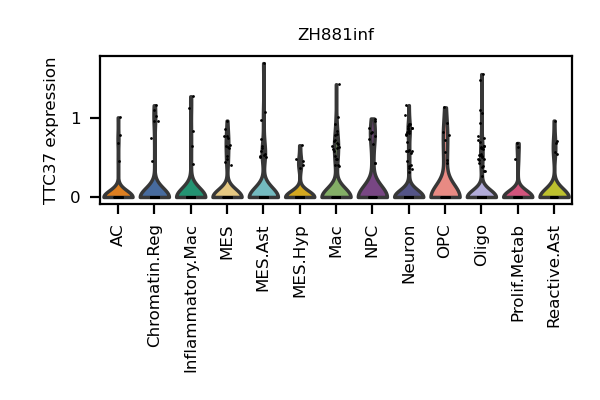 ZH881inf
TTC37 expression
1
0
AC
Chromatin.Reg
Inflammatory.Mac
MES
MES.Ast
MES.Hyp
Mac
NPC
Neuron
OPC
Oligo
Prolif.Metab
Reactive.Ast